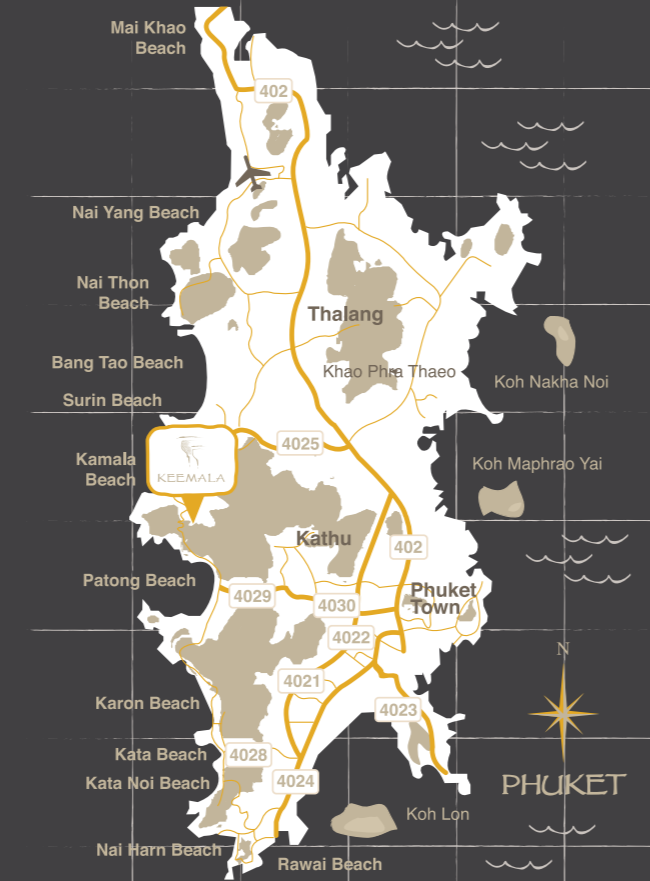 Mai Khao
Beach
402
Nai Yang Beach
Nai Thon
Beach
Thalang
Bang Tao Beach
Khao Phra Thaeo
Koh Nakha Noi
Surin Beach
4025
Kamala
Beach
KEEMALA
Koh Maphrao Yai
Kathu
402
Patong Beach
4029
4030
Phuket
Town
4022
N
4021
Karon Beach
4023
Kata Beach
4028
Kata Noi Beach
4024
PHUKET
Koh Lon
Nai Harn Beach
Rawai Beach